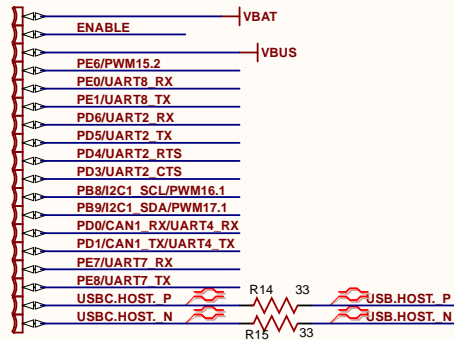 VBAT
ENABLE
VBUS
PE6/PWM15.2
PE0/UART8_RX
PE1/UART8_TX
PD6/UART2_RX
PD5/UART2_TX
PD4/UART2_RTS
PD3/UART2_CTS
PB8/I2C1_SCL/PWM16.1
PB9/I2C1_SDA/PWM17.1
PD0/CAN1_RX/UART4_RX
PD1/CAN1_TX/UART4_TX
PE7/UART7_RX
PE8/UART7_TX
R14 33
USBC.HOST._P USB.HOST._P
USBC.HOST._N USB.HOST._N
R15 33